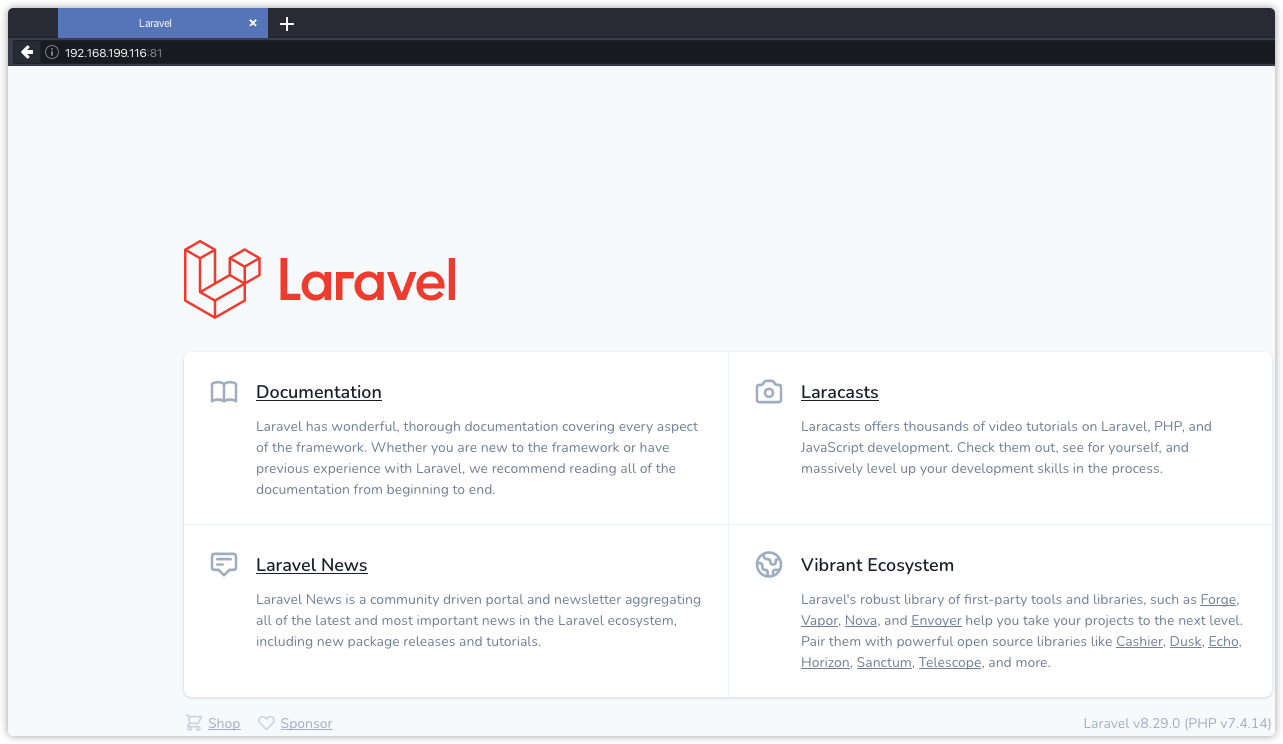 Laravel
192.168.199.116:81
Laravel
Documentation
Laravel has wonderful, thorough documentation covering every aspect
of the framework. Whether you are new to the framework or have
previous experience with Laravel, we recommend reading all of the
documentation from beginning to end.
Laracasts
Laracasts offers thousands of video tutorials on Laravel, PHP, and
JavaScript development. Check them out, see for yourself, and
massively level up your development skills in the process.
Laravel News
Laravel News is a community driven portal and newsletter aggregating
all of the latest and most important news in the Laravel ecosystem,
including new package releases and tutorials.
Vibrant Ecosystem
Laravel's robust library of first-party tools and libraries, such as Forge,
Vapor, Nova, and Envoyer help you take your projects to the next level.
Pair them with powerful open source libraries like Cashier, Dusk, Echo,
Horizon, Sanctum, Telescope, and more.
Shop Sponsor Laravel v8.29.0 (PHP v7.4.14)